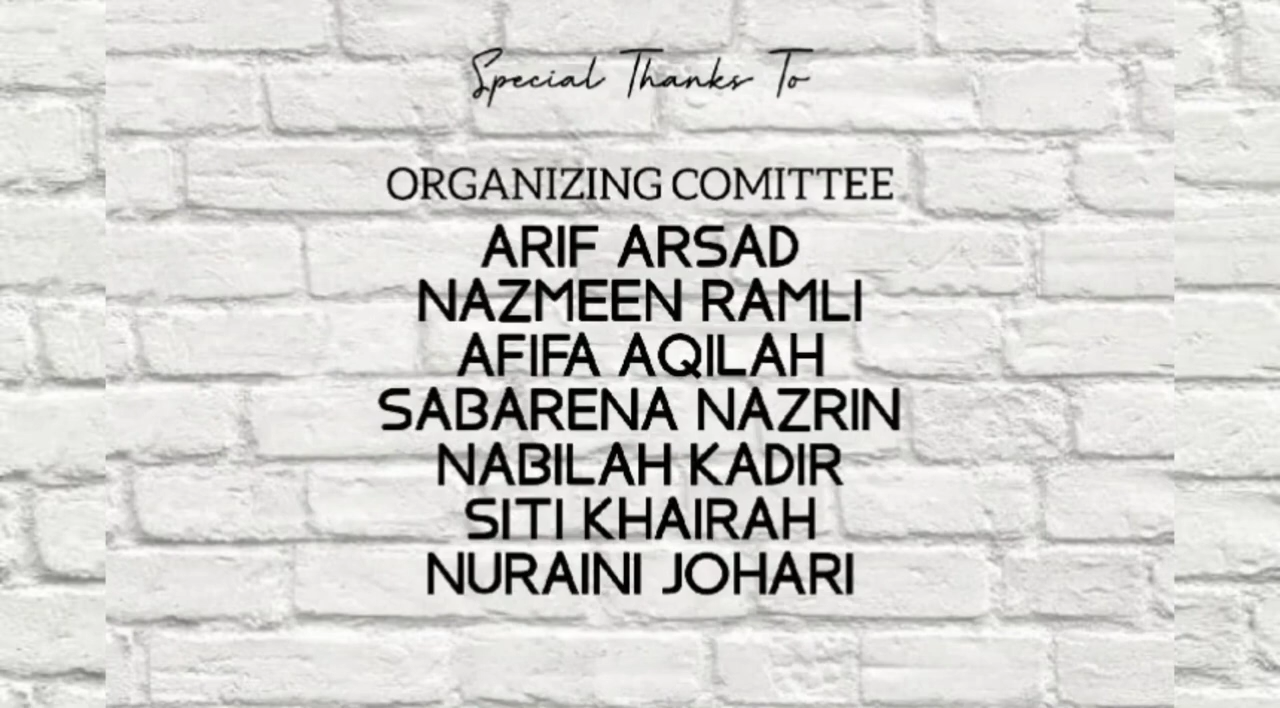 Special Thanks To
ORGANIZING COMITTEE
ARIF ARSAD
NAZMEEN RAMLI
AFIFA AQILAH
SABARENA NAZRIN
NABILAH KADIR
SITI KHAIRAH
NURAINI JOHARI